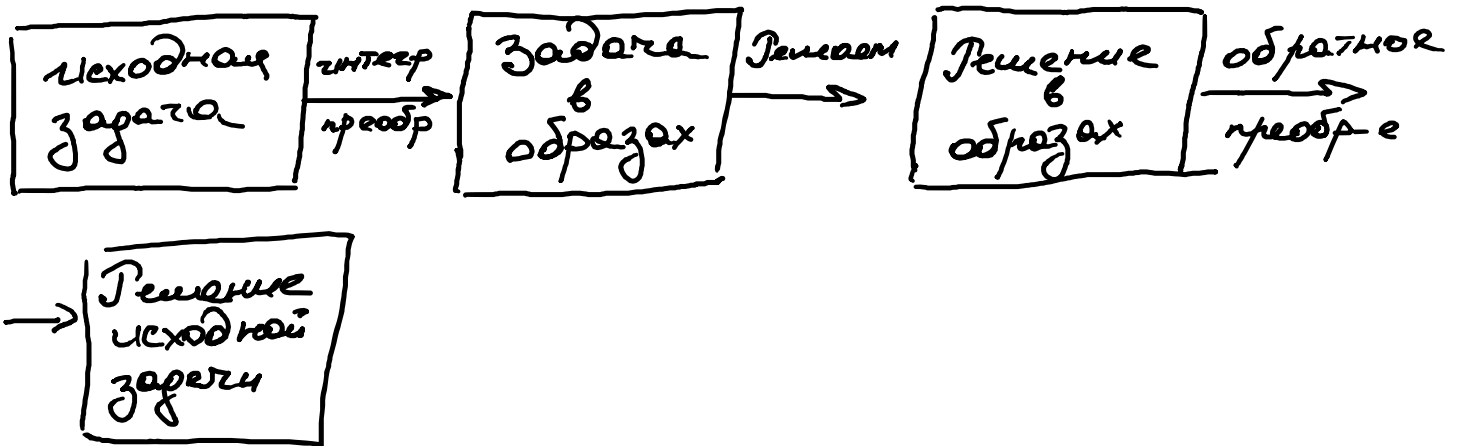 исходная
задача
интегр
преобр
Задача
в
образах
Решаем
Решение
в
образах
обратное
преобр-е
Решение
исходной
задачи